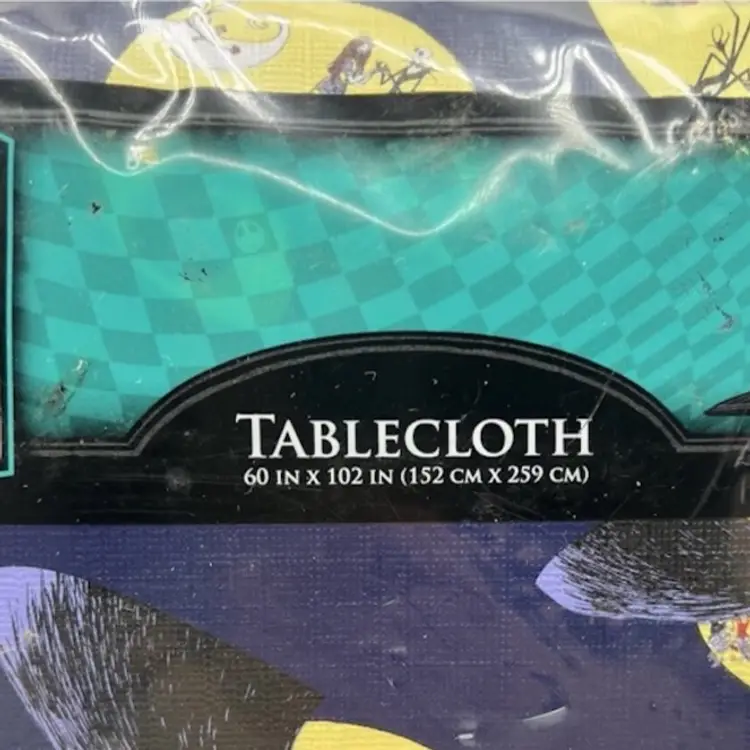 TABLECLOTH
60 IN X 102 IN (152 CM X 259 CM)